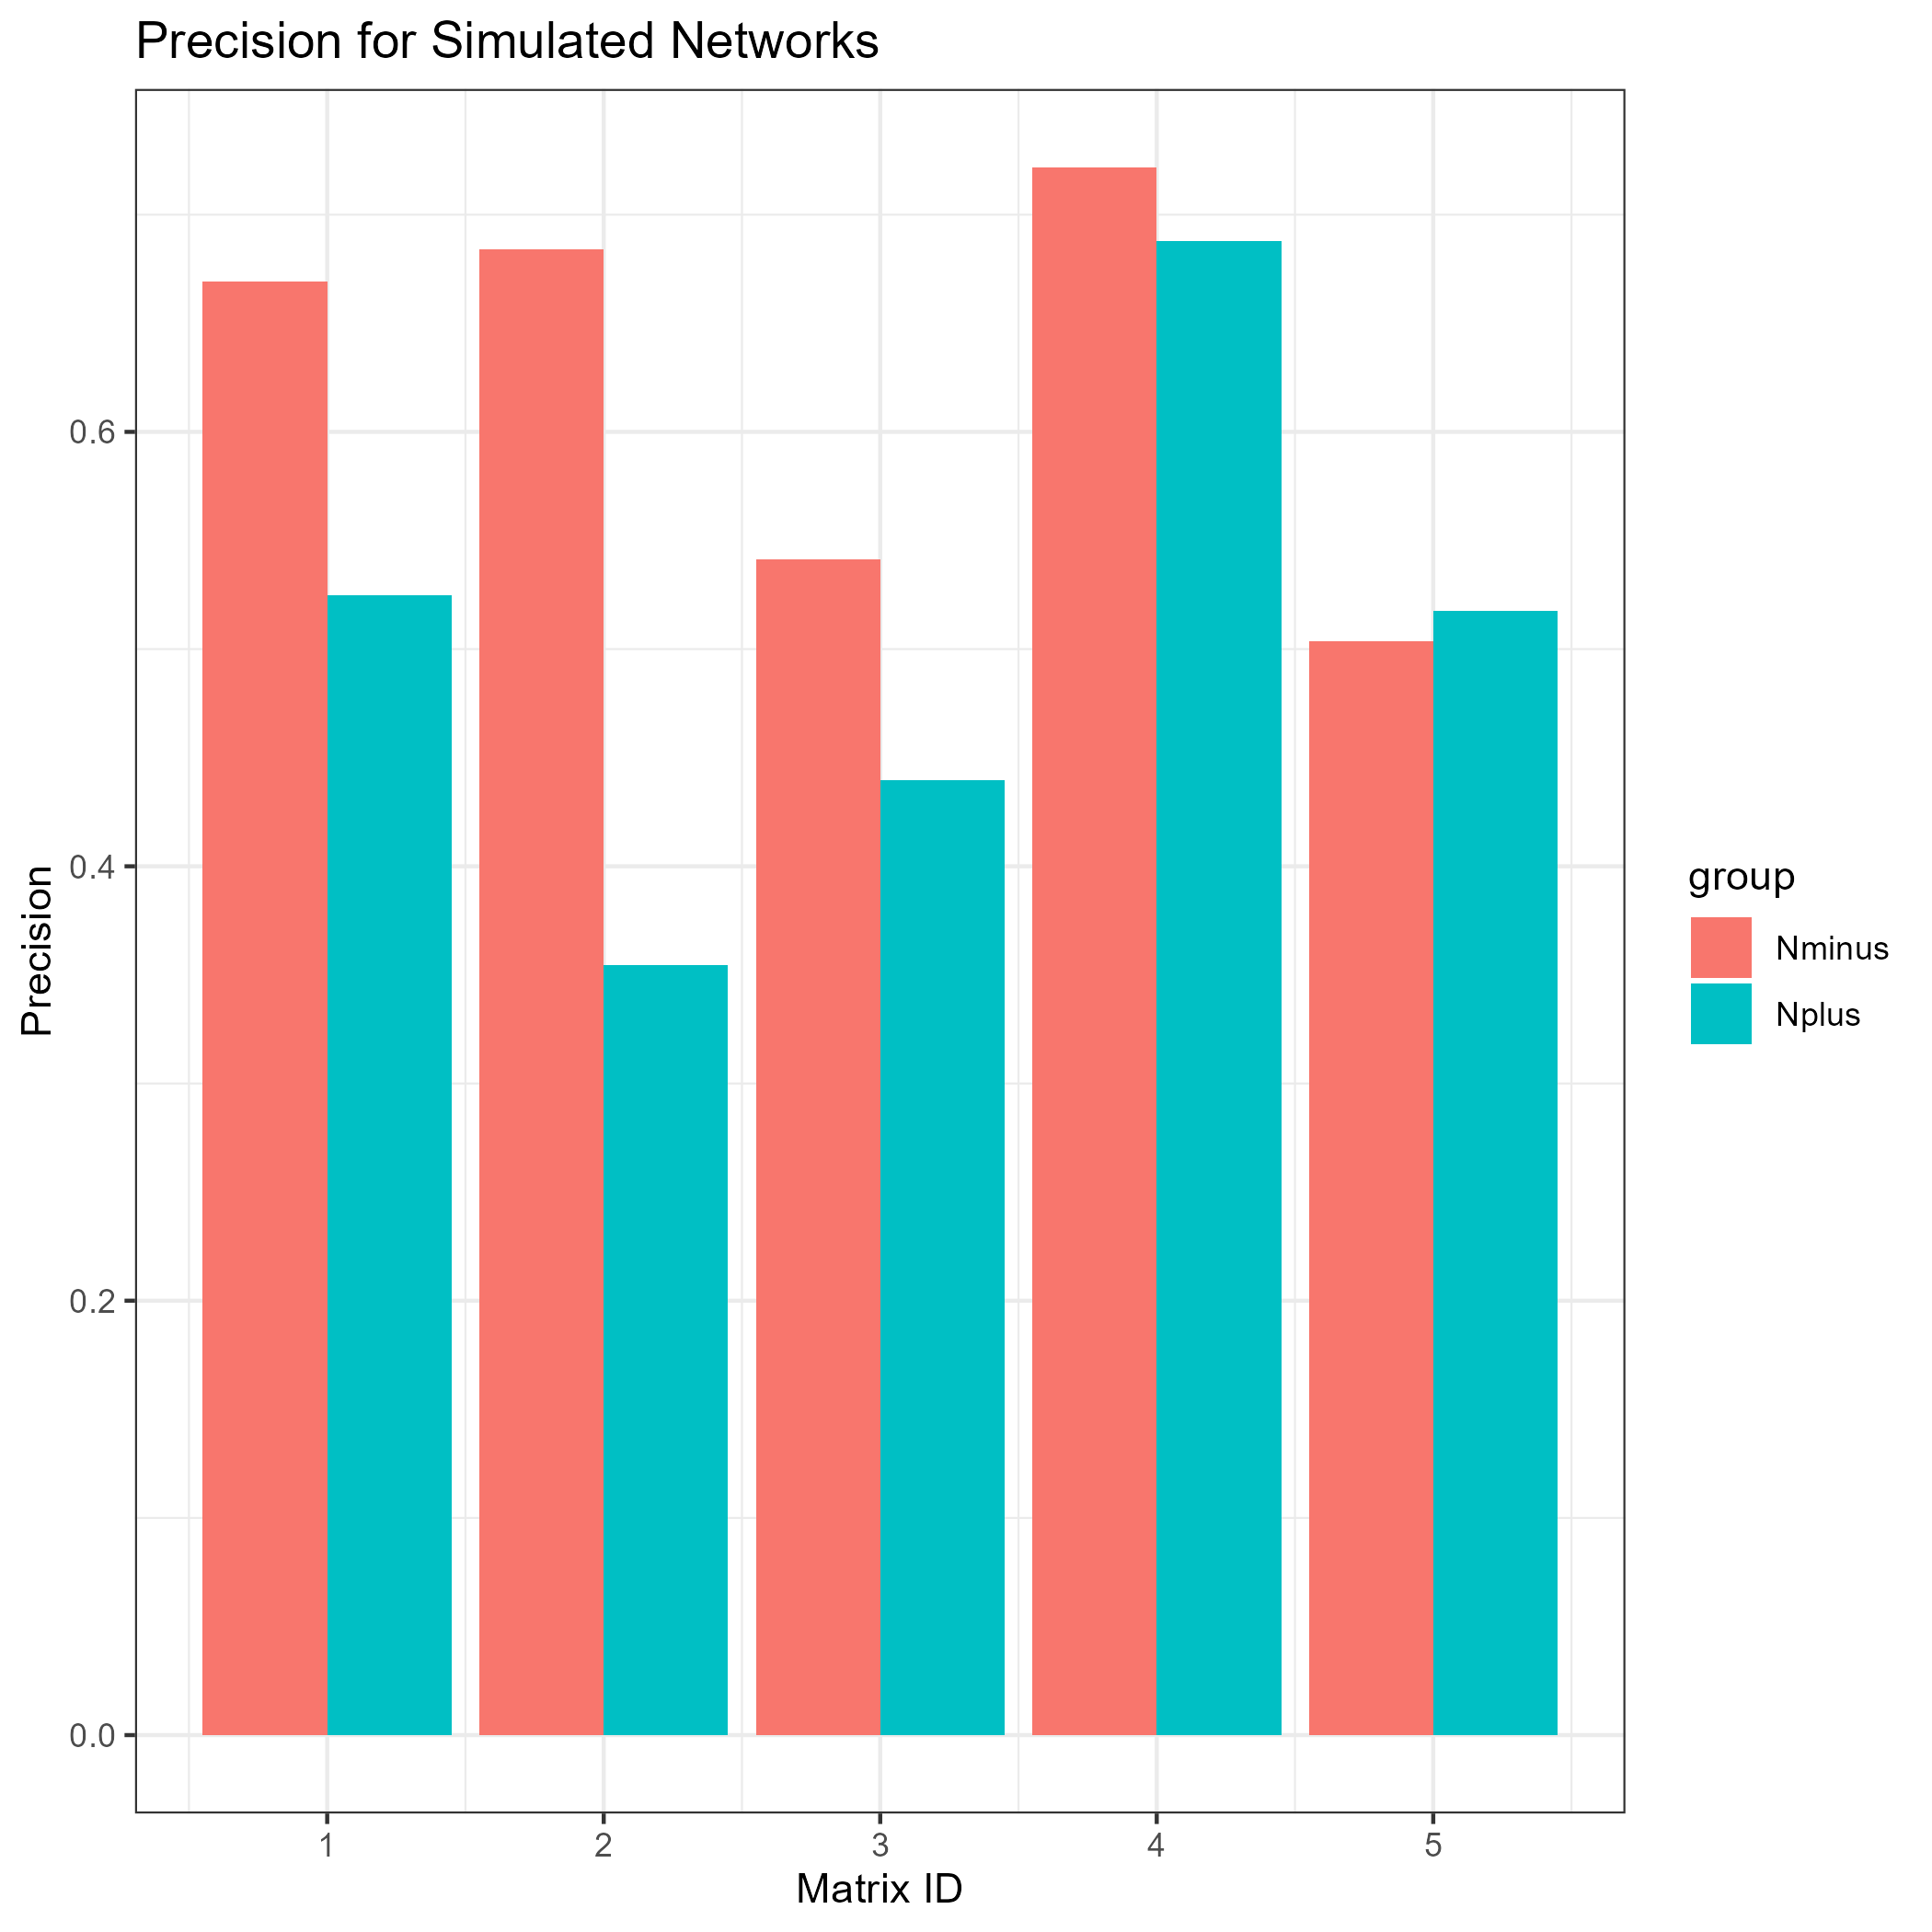 Precision for Simulated Networks
Precision
0.6
0.4
0.2
0.0
1 2 3 4 5
Matrix ID
group
Nminus
Nplus